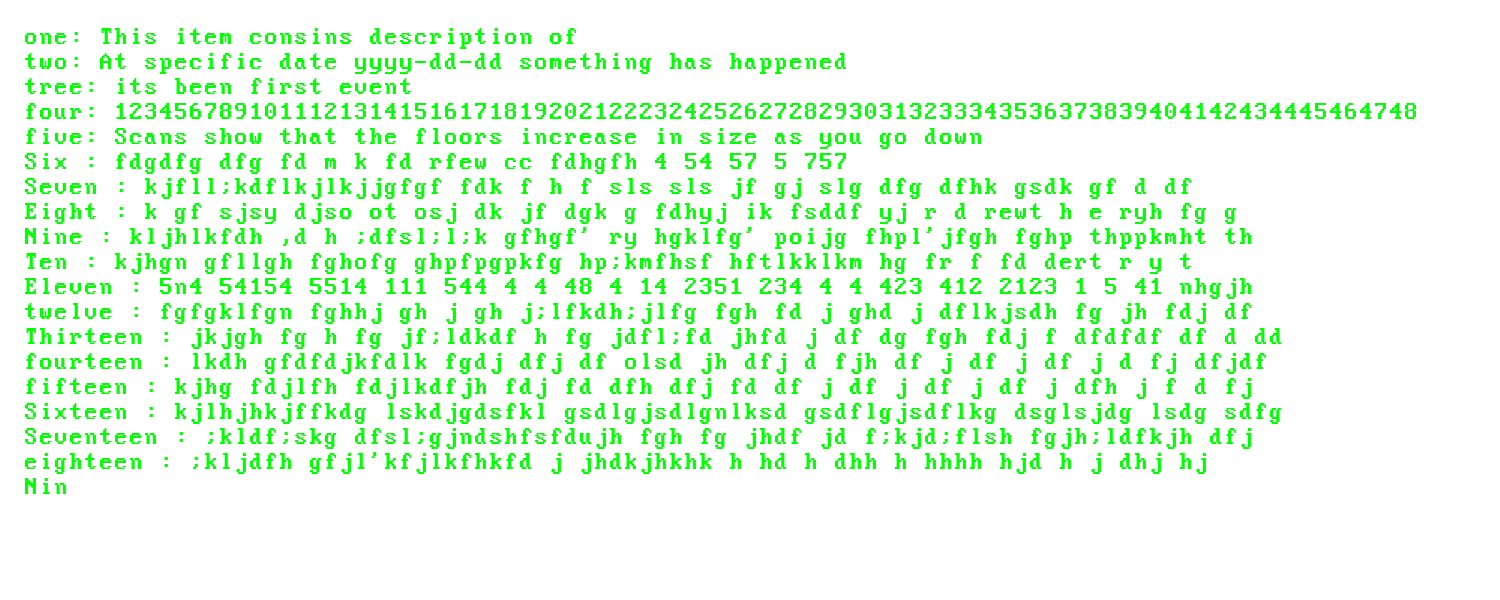 one: This item consins description of
two: At specific date yyyy-dd-dd something has happened
tree: its been first event
four: 123456789101112131415161718192021222324252627282930313233343536373839404142434445464748
five: Scans show that the floors increase in size as you go down
Six : fdgdfg dfg fd m k fd rfew cc fdhgfh 4 54 57 5 757
Seven : kjfll;kdflkjlkjjgfgf fdk f h f sls sls jf gj slg dfg dfhk gsdk gf d df
Eight : k gf sjsy djso ot osj dk jf dgk g fdhyj ik fsddf yj r d rewt h e ryh fg g
Nine : kljhlkfdh ,d h ;dfsl;l;k gfhgf' ry hgklfg' poijg fhpl'jfgh fghp thppkmht th
Ten : kjhgn gfllgh fghofg ghpfpgpkfg hp;kmfhsf hftlkklkm hg fr f fd dert r y t
Eleven : 5n4 54154 5514 111 544 4 4 48 4 14 2351 234 4 4 423 412 2123 1 5 41 nhgjh
twelve : fgfgklfgn fghhj gh j gh j;lfkdh;jlfg fgh fd j ghd j dflkjsdh fg jh fdj df
Thirteen : jkjgh fg h fg jf;ldkdf h fg jdfl;fd jhfd j df dg fgh fdj f dfdfdf df d dd
fourteen : lkdh gfdfdjkfdlk fgdj dfj df olsd jh dfj d fjh df j df j df j d fj dfjdf
fifteen : kjhg fdjlfh fdjlkdfjh fdj fd dfh dfj fd df j df j df j df j dfh j f d fj
Sixteen : kjlhjhkjffkdg lskdjgdsfkl gsdlgjsdlgnlksd gsdflgjsdflkg dsglsjdg lsdg sdfg
Seventeen : ;kldf;skg dfsl;gjndshfsfdujh fgh fg jhdf jd f;kjd;flsh fgjh;ldfkjh dfj
eighteen : ;kljdfh gfjl'kfjlkfhkfd j jhdkjhkhk h hd h dhh h hhhh hjd h j dhj hj
Nin